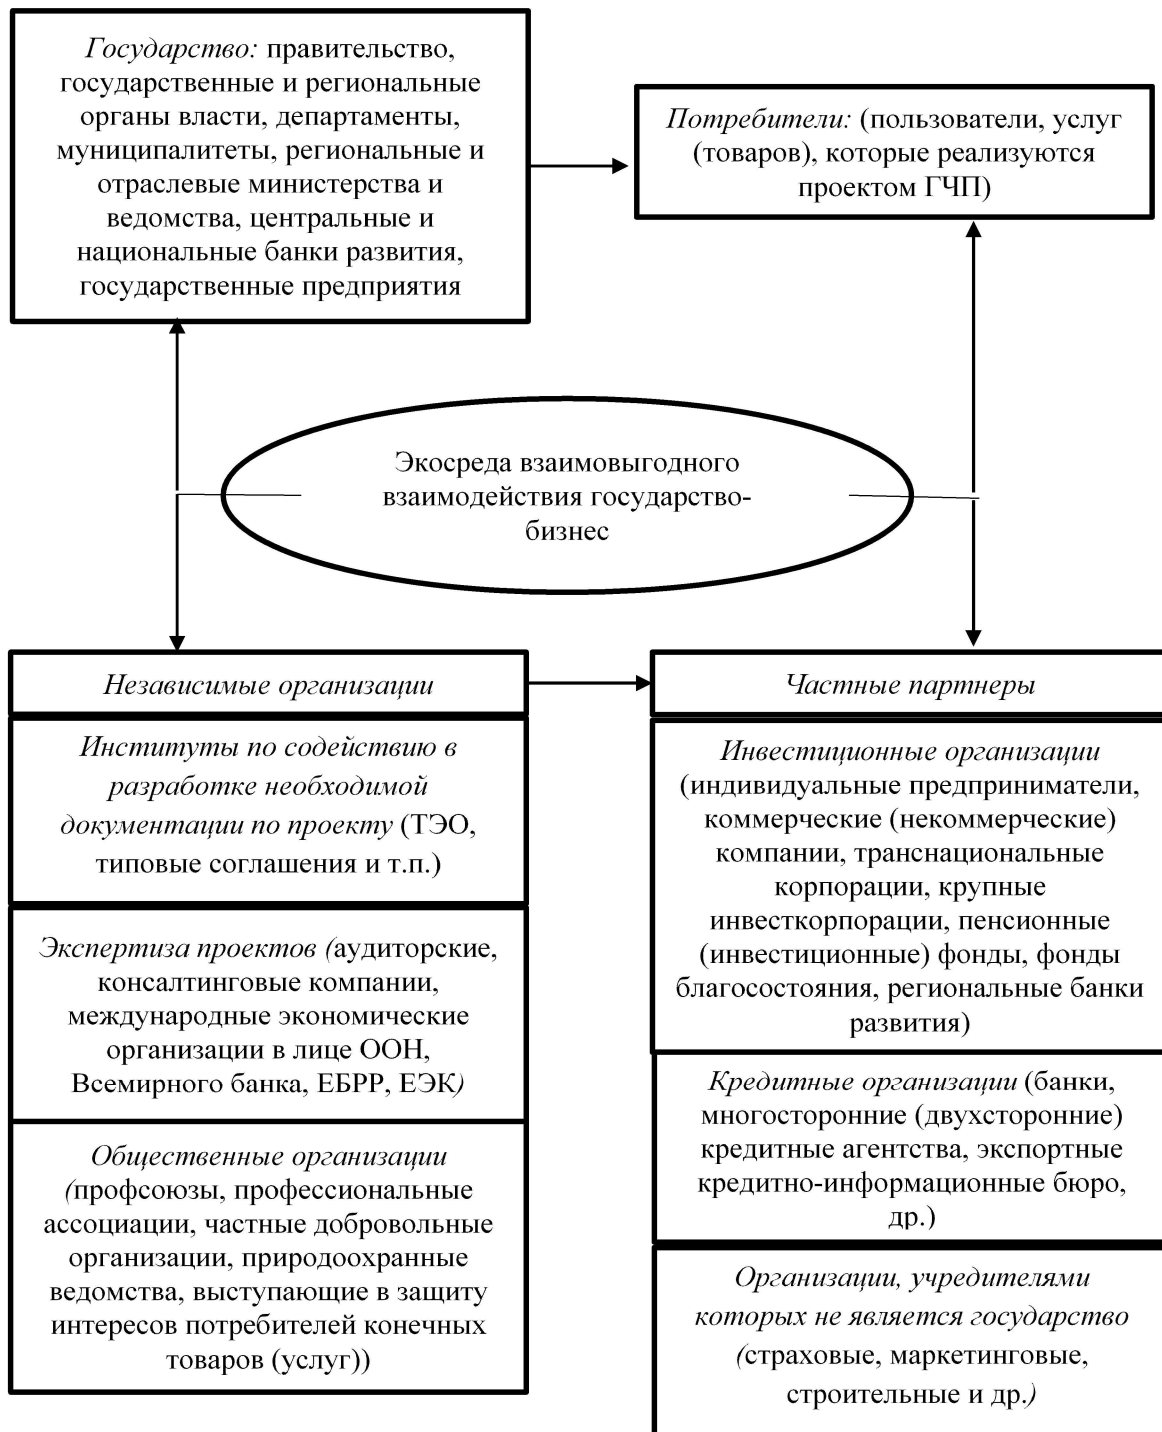 Государство: правительство,
государственные и региональные
органы власти, департаменты,
муниципалитеты, региональные и
отраслевые министерства и
ведомства, центральные и
национальные банки развития,
государственные предприятия
Потребители: (пользователи, услуг
(товаров), которые реализуются
проектом ГЧП)
Экосреда взаимовыгодного
взаимодействия государство-
бизнес
Независимые организации
Институты по содействию в
разработке необходимой
документации по проекту (ТЭО,
типовые соглашения и т.п.)
Экспертиза проектов (аудиторские,
консалтинговые компании,
международные экономические
организации в лице ООН,
Всемирного банка, ЕБРР, ЕЭК)
Общественные организации
(профсоюзы, профессиональные
ассоциации, частные добровольные
организации, природоохранные
ведомства, выступающие в защиту
интересов потребителей конечных
товаров (услуг))
Частные партнеры
Инвестиционные организации
(индивидуальные предприниматели,
коммерческие (некоммерческие)
компании, транснациональные
корпорации, крупные
инвесткорпорации, пенсионные
(инвестиционные) фонды, фонды
благосостояния, региональные банки
развития)
Кредитные организации (банки,
многосторонние (двухсторонние)
кредитные агентства, экспортные
кредитно-информационные бюро,
др.)
Организации, учредителями
которых не является государство
(страховые, маркетинговые,
строительные и др.)